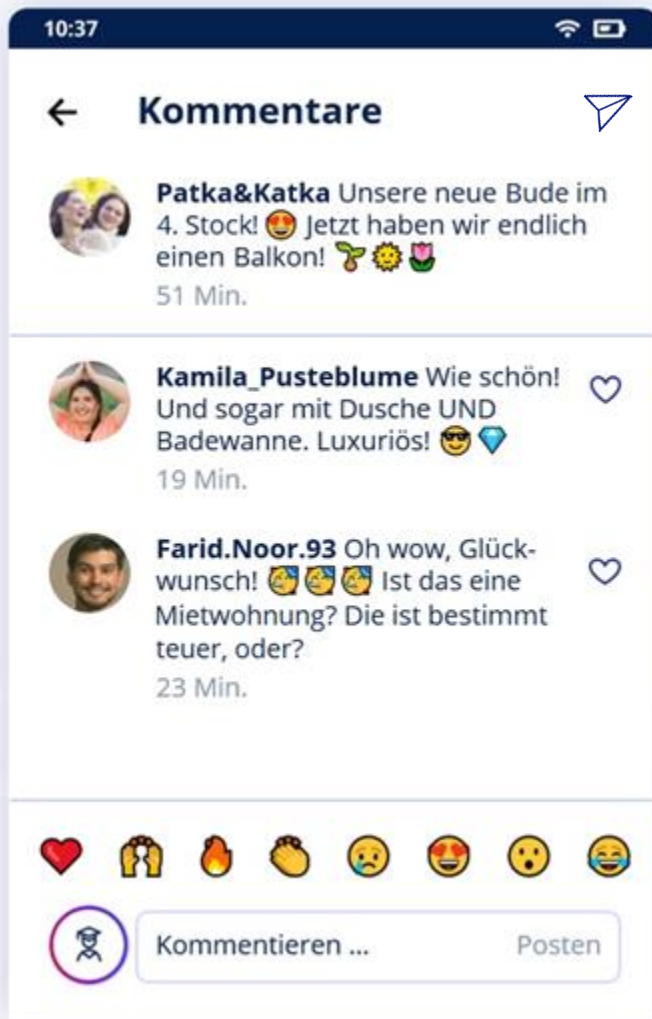 10:37
Kommentare
Patka&Katka Unsere neue Bude im
4. Stock! 😍 Jetzt haben wir endlich
einen Balkon! 🌱🌞🌷
51 Min.
Kamila_Pusteblume Wie schön!
Und sogar mit Dusche UND
Badewanne. Luxuriös! 😎💎
19 Min.
Farid.Noor.93 Oh wow, Glück-
wunsch! 🥳🥳🥳 Ist das eine
Mietwohnung? Die ist bestimmt
teuer, oder?
23 Min.
❤️ 🙌 🔥 👏 😢 😍 😮 😂
Kommentieren ... Posten